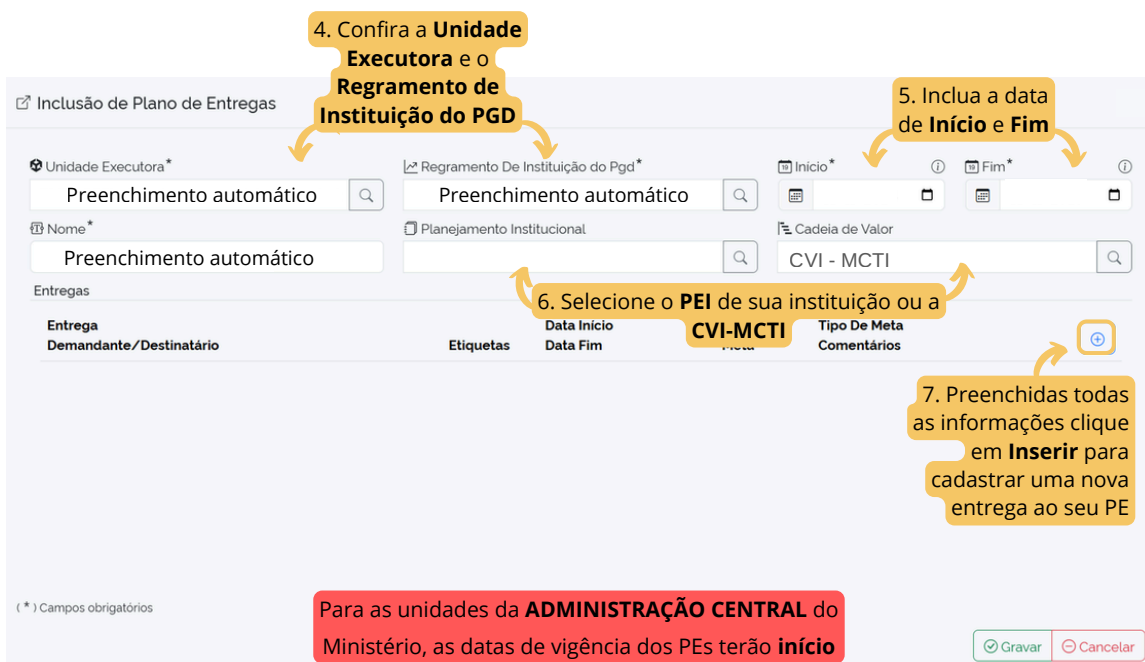 4. Confira a Unidade
Executora e o
Regramento de
Instituição do PGD
Inclusão de Plano de Entregas
5. Inclua a data
de Início e Fim
Unidade Executora*
Regramento De Instituição do Pgd*
Início*
Fim*
Preenchimento automático
Preenchimento automático
Nome*
Planejamento Institucional
Cadeia de Valor
Preenchimento automático
CVI - MCTI
Entregas
6. Selecione o PEI de sua instituição ou a
CVI-MCTI
Entrega
Demandante/Destinatário
Etiquetas
Data Início
Data Fim
Meta
Tipo De Meta
Comentários
7. Preenchidas todas
as informações clique
em Inserir para
cadastrar uma nova
entrega ao seu PE
( * ) Campos obrigatórios
Para as unidades da ADMINISTRAÇÃO CENTRAL do
Ministério, as datas de vigência dos PEs terão início
Gravar
Cancelar